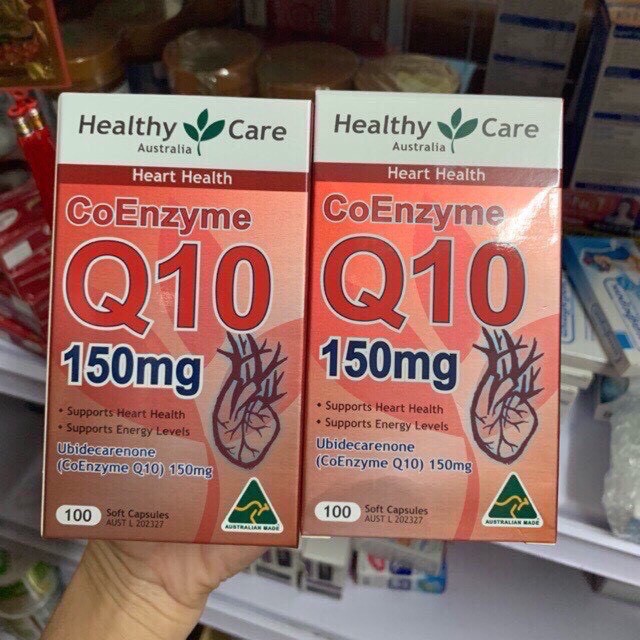 Healthy Care
Australia
Heart Health
CoEnzyme
Q10
150mg
• Supports Heart Health
• Supports Energy Levels
Ubidecarenone
(CoEnzyme Q10) 150mg
100 Soft Capsules
AUST L 202327
AUSTRALIAN MADE
Healthy Care
Australia
Heart Health
CoEnzyme
Q10
150mg
• Supports Heart Health
• Supports Energy Levels
Ubidecarenone
(CoEnzyme Q10) 150mg
100 Soft Capsules
AUST L 202327
AUSTRALIAN MADE